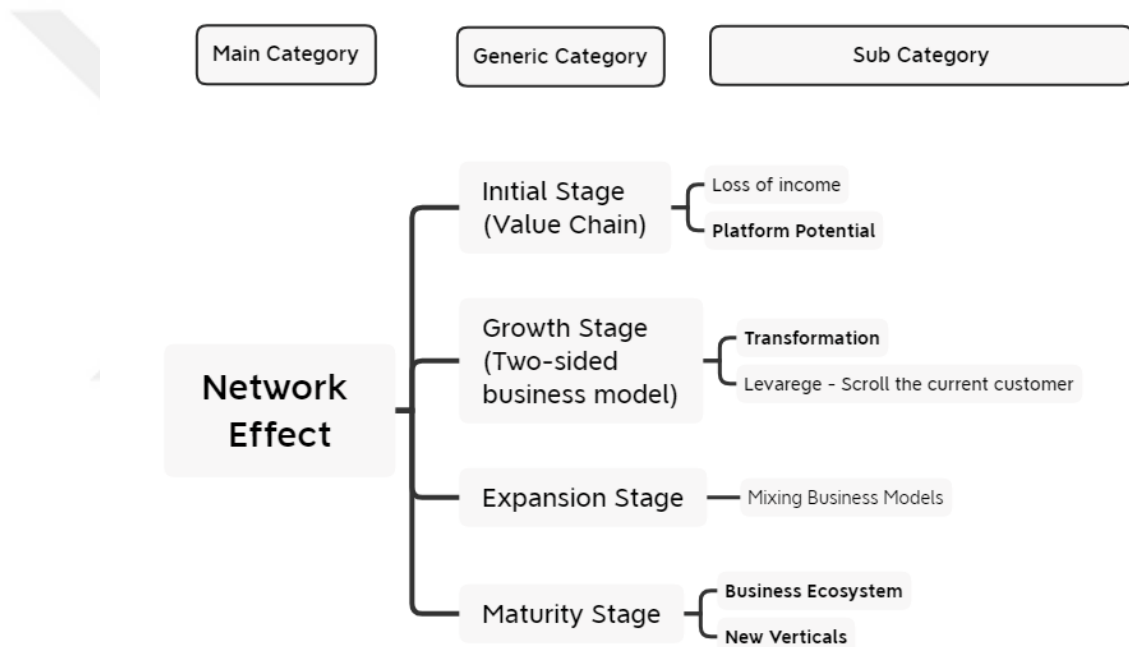 Main Category
Generic Category
Sub Category
Initial Stage
(Value Chain)
Loss of income
Platform Potential
Growth Stage
(Two-sided
business model)
Transformation
Levarege - Scroll the current customer
Network
Effect
Expansion Stage
Mixing Business Models
Maturity Stage
Business Ecosystem
New Verticals